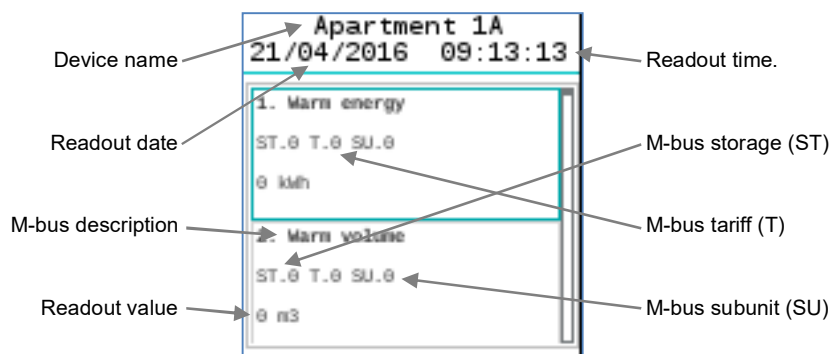 Apartment 1A
21/04/2016 09:13:13
Device name
Readout time.
1. Warm energy
Readout date
ST.0 T.0 SU.0
M-bus storage (ST)
0 kWh
M-bus description
2. Warm volume
M-bus tariff (T)
ST.0 T.0 SU.0
Readout value
0 m3
M-bus subunit (SU)